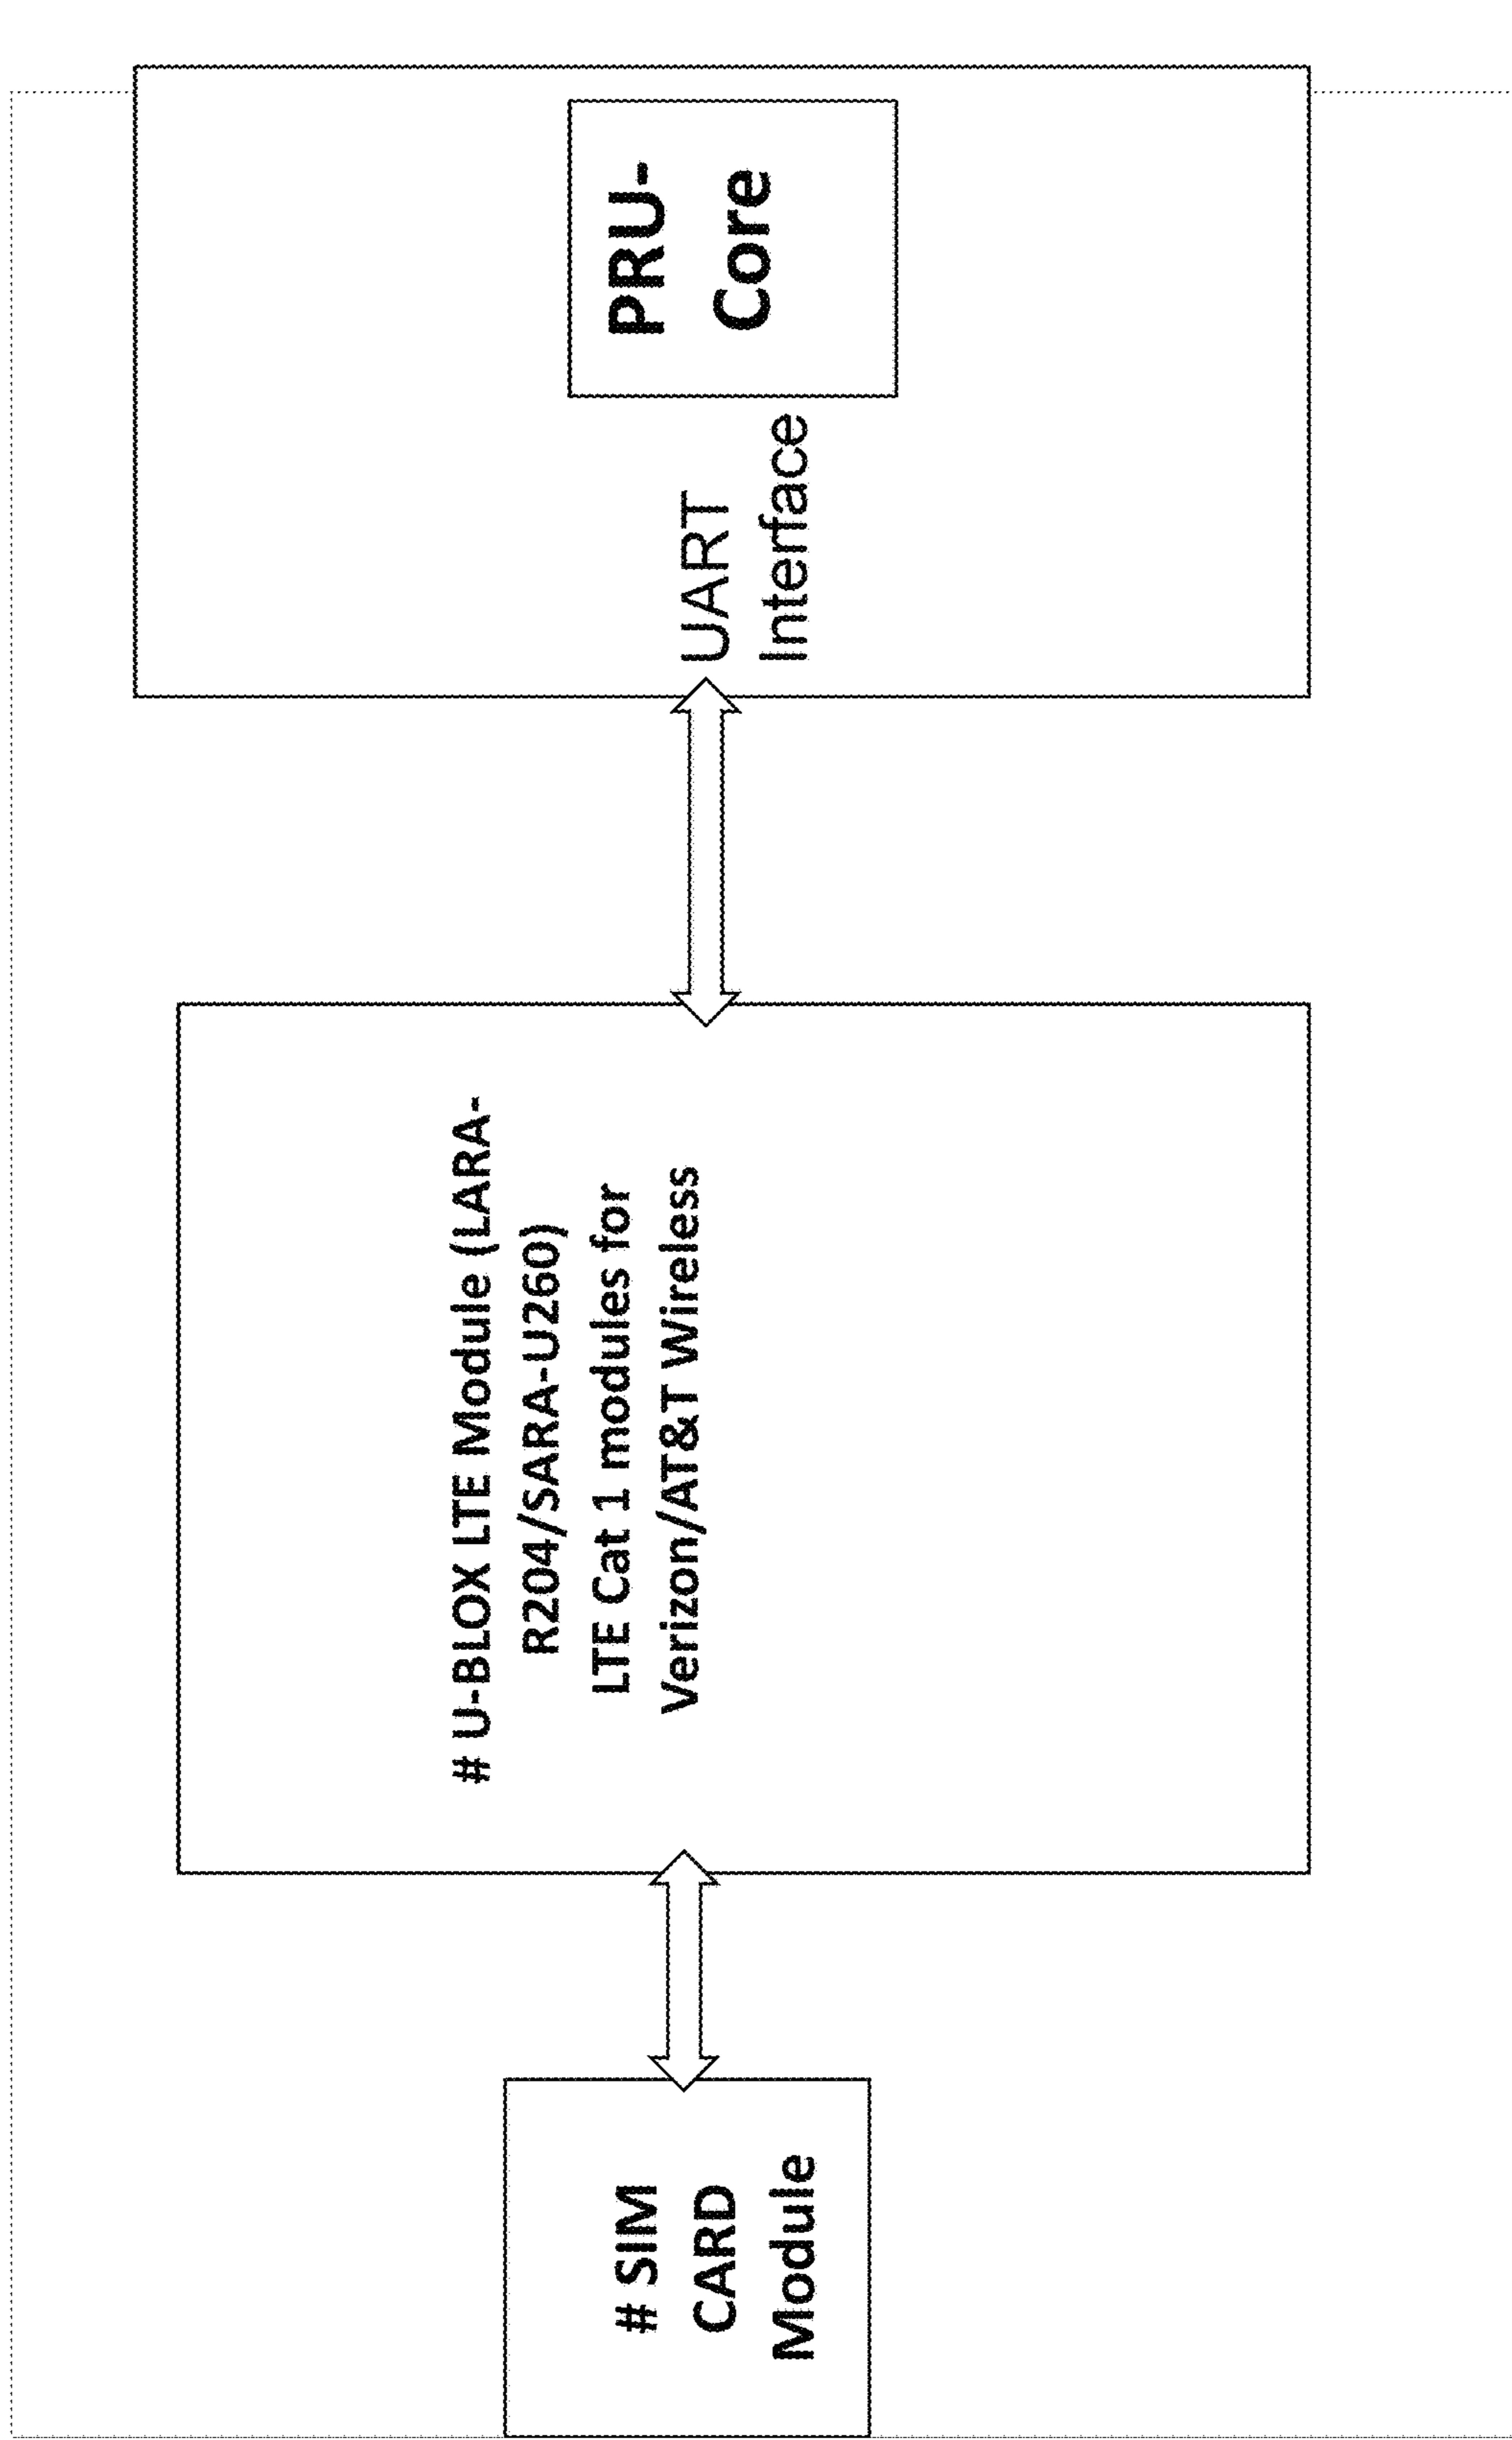 # SIM
CARD
Module
# U-BLOX LTE Module (LARA-
R204/SARA-U260)
LTE Cat 1 modules for
Verizon/AT&T Wireless
UART
Interface
PRU-
Core